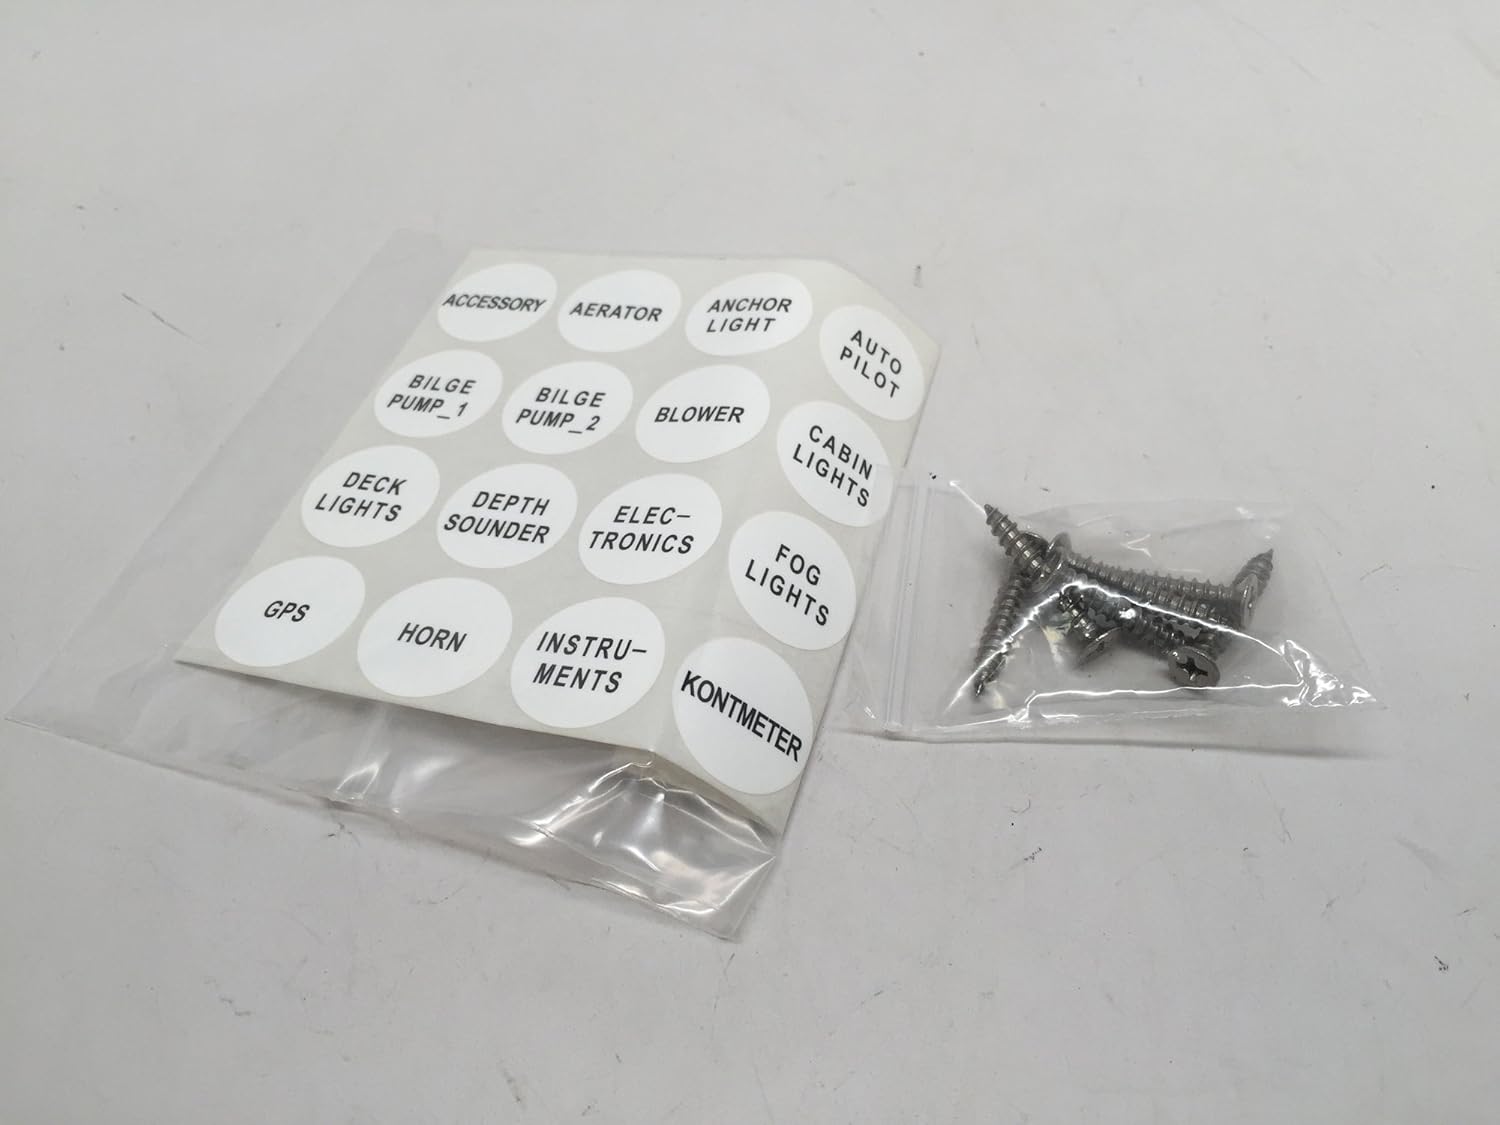 ACCESSORY
AERATOR
ANCHOR
LIGHT
AUTO
PILOT
BILGE
PUMP_1
BILGE
PUMP_2
BLOWER
CABIN
LIGHTS
DECK
LIGHTS
DEPTH
SOUNDER
ELEC-
TRONICS
FOG
LIGHTS
GPS
HORN
INSTRU-
MENTS
KONTMETER